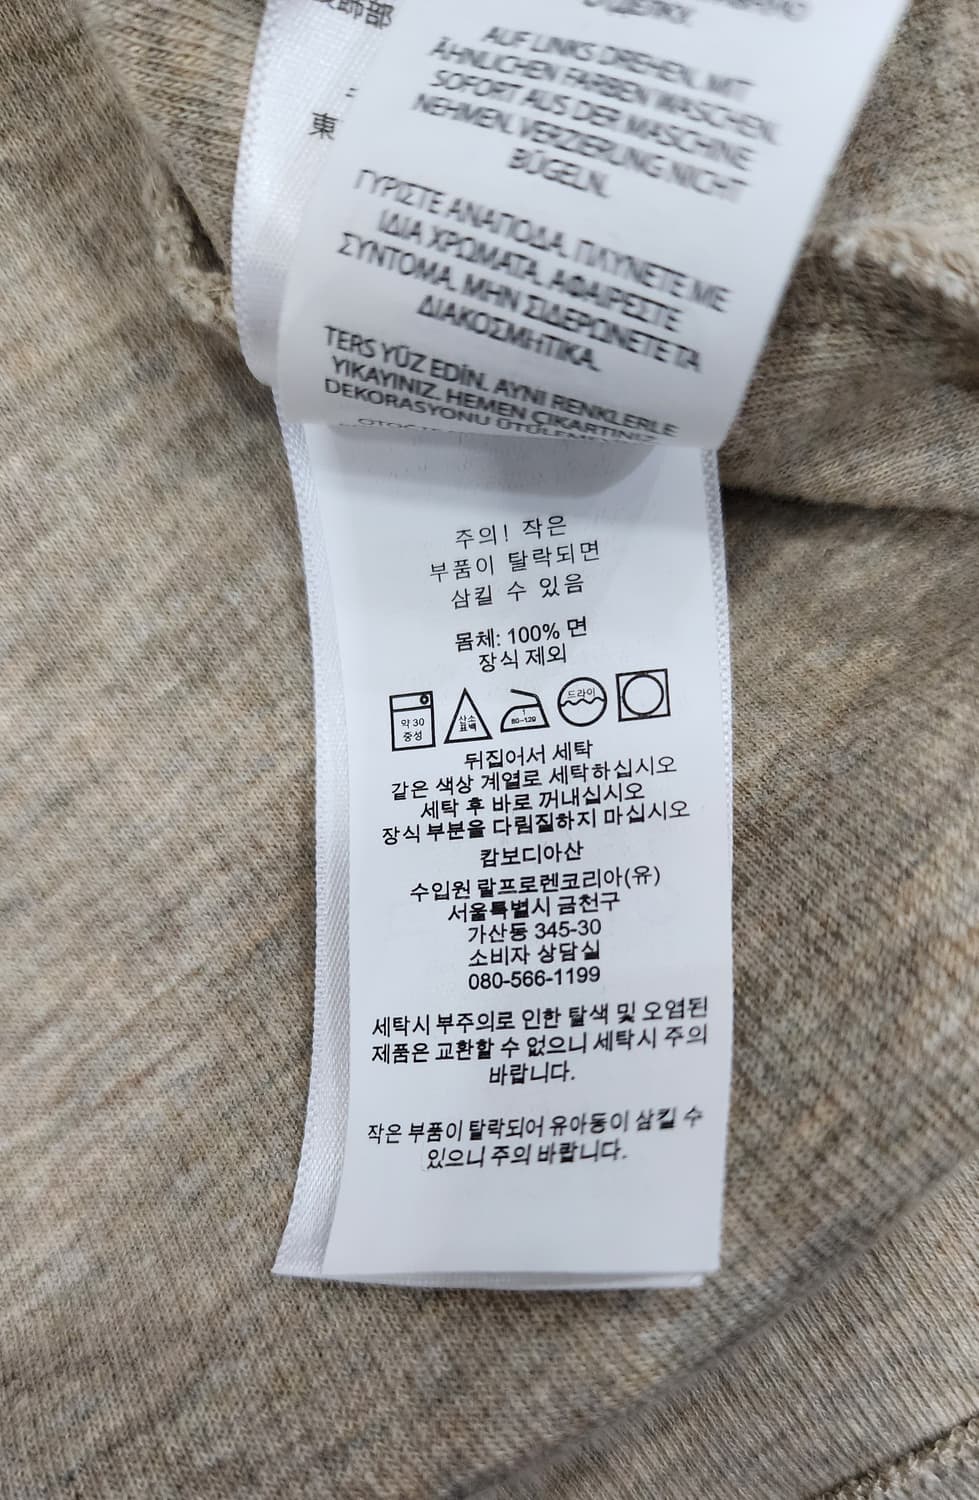 東
AUF LINKS DREHEN, MIT
ÄHNLICHEN FARBEN WASCHEN,
SOFORT AUS DER MASCHINE
NEHMEN. VERZIERUNG NICHT
BÜGELN.
ΓΥΡΙΣΤΕ ΑΝΑΠΟΔΑ. ΠΛΥΝΕΤΕ ΜΕ
ΙΔΙΑ ΧΡΩΜΑΤΑ. ΑΦΑΙΡΕΣΤΕ
ΣΥΝΤΟΜΑ. ΜΗΝ ΣΙΔΕΡΩΝΕΤΕ ΤΑ
ΔΙΑΚΟΣΜΗΤΙΚΑ.
TERS YÜZ EDİN. AYNI RENKLERLE
YIKAYINIZ. HEMEN ÇIKARTINIZ.
DEKORASYONU
주의! 작은
부품이 탈락되면
삼킬 수 있음
몸체: 100% 면
장식 제외
약 30
중성
산소
표백
1
80~120
드라이
뒤집어서 세탁
같은 색상 계열로 세탁하십시오
세탁 후 바로 꺼내십시오
장식 부분을 다림질하지 마십시오
캄보디아산
수입원 랄프로렌코리아(유)
서울특별시 금천구
가산동 345-30
소비자 상담실
080-566-1199
세탁시 부주의로 인한 탈색 및 오염된
제품은 교환할 수 없으니 세탁시 주의
바랍니다.
작은 부품이 탈락되어 유아동이 삼킬 수
있으니 주의 바랍니다.